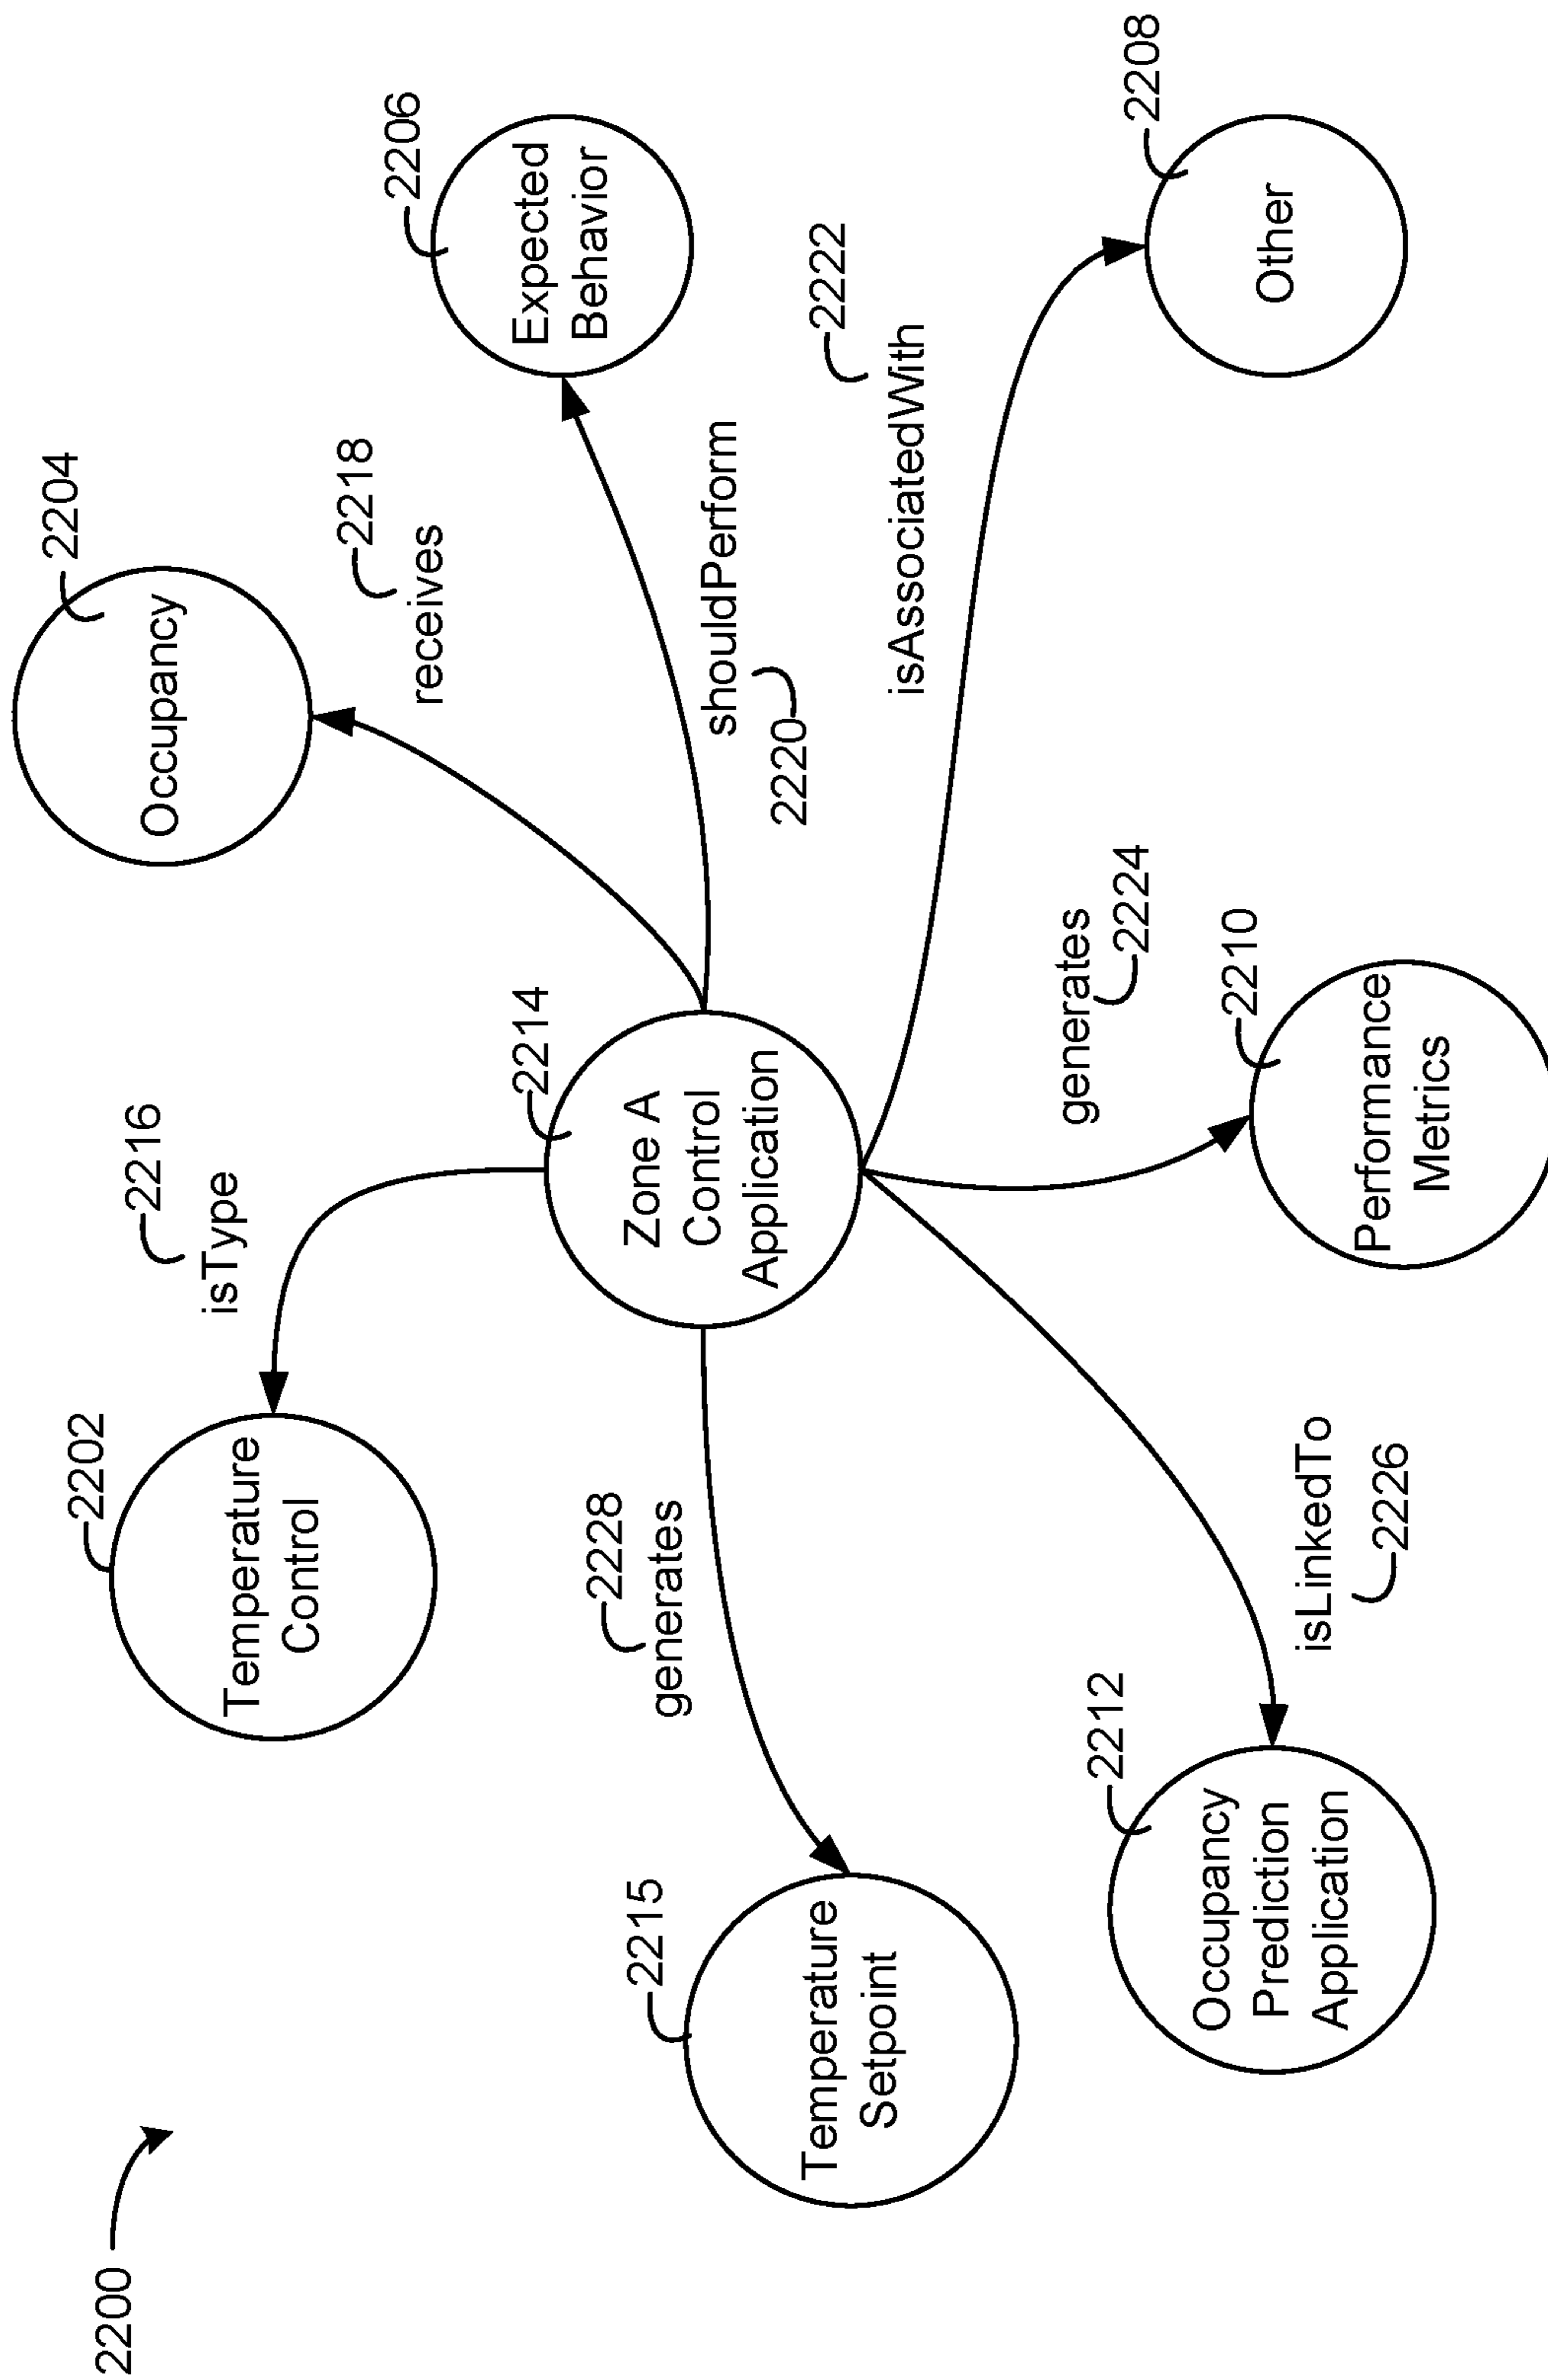 2200
2202
Temperature
Control
2216
isType
2204
Occupancy
2218
receives
2206
Expected
Behavior
2214
Zone A
Control
Application
2228
generates
2215
Temperature
Setpoint
shouldPerform
2220
2222
isAssociatedWith
2208
Other
generates
2224
2210
Performance
Metrics
2212
Occupancy
Prediction
Application
isLinkedTo
2226